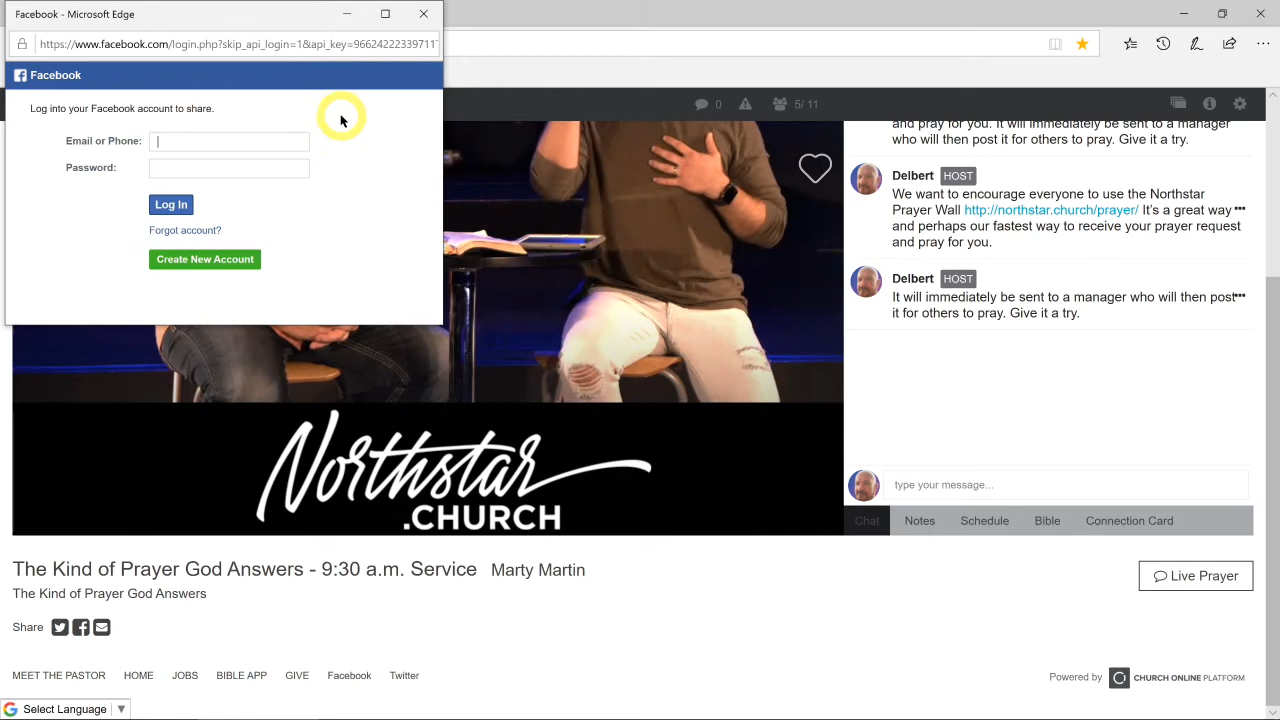 Facebook - Microsoft Edge
https://www.facebook.com/login.php?skip_api_login=1&api_key=9662422233971
Facebook
Log into your Facebook account to share.
Email or Phone:
Password:
Log In
Forgot account?
Create New Account
0
5/ 11
and pray for you. It will immediately be sent to a manager
who will then post it for others to pray. Give it a try.
Delbert HOST
We want to encourage everyone to use the Northstar
Prayer Wall http://northstar.church/prayer/ It's a great way
and perhaps our fastest way to receive your prayer request
and pray for you.
Delbert HOST
It will immediately be sent to a manager who will then post
it for others to pray. Give it a try.
type your message...
Chat Notes Schedule Bible Connection Card
Northstar
.CHURCH
The Kind of Prayer God Answers - 9:30 a.m. Service Marty Martin
The Kind of Prayer God Answers
Live Prayer
Share
MEET THE PASTOR HOME JOBS BIBLE APP GIVE Facebook Twitter
Powered by CHURCH ONLINE PLATFORM
Select Language